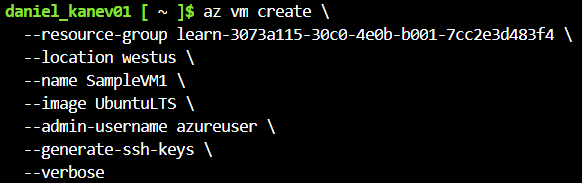 daniel_kanev01 [ ~ ]$ az vm create \
  --resource-group learn-3073a115-30c0-4e0b-b001-7cc2e3d483f4 \
  --location westus \
  --name SampleVM1 \
  --image UbuntuLTS \
  --admin-username azureuser \
  --generate-ssh-keys \
  --verbose